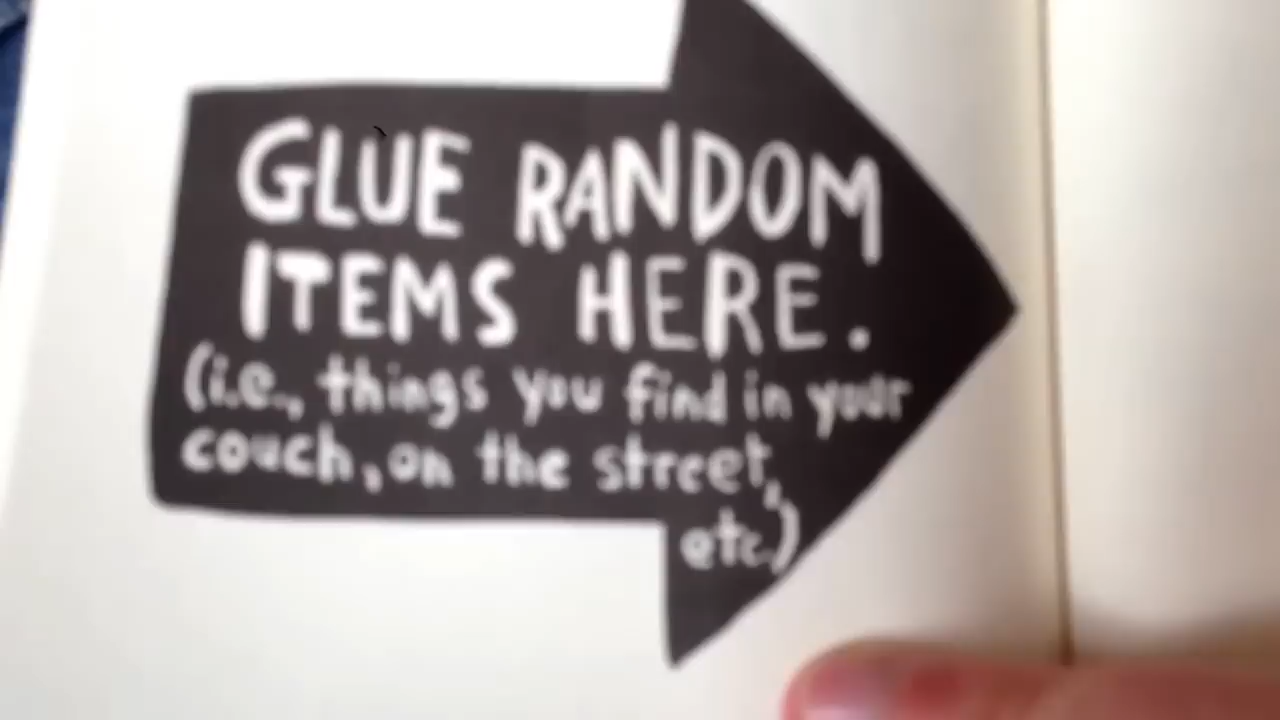 GLUE RANDOM
ITEMS HERE.
(i.e., things you find in your
couch, on the street,
etc.)